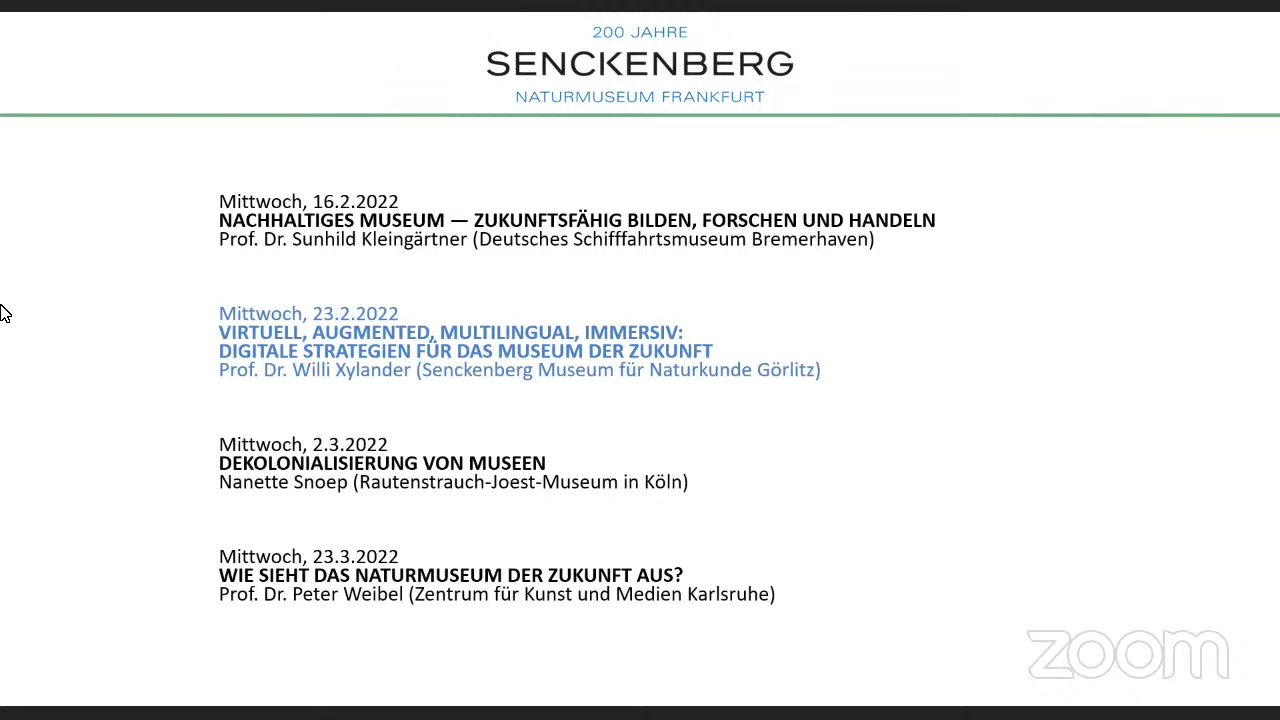 200 JAHRE
SENCKENBERG
NATURMUSEUM FRANKFURT
Mittwoch, 16.2.2022
NACHHALTIGES MUSEUM — ZUKUNFTSFÄHIG BILDEN, FORSCHEN UND HANDELN
Prof. Dr. Sunhild Kleingärtner (Deutsches Schifffahrtsmuseum Bremerhaven)
Mittwoch, 23.2.2022
VIRTUELL, AUGMENTED, MULTILINGUAL, IMMERSIV:
DIGITALE STRATEGIEN FÜR DAS MUSEUM DER ZUKUNFT
Prof. Dr. Willi Xylander (Senckenberg Museum für Naturkunde Görlitz)
Mittwoch, 2.3.2022
DEKOLONIALISIERUNG VON MUSEEN
Nanette Snoep (Rautenstrauch-Joest-Museum in Köln)
Mittwoch, 23.3.2022
WIE SIEHT DAS NATURMUSEUM DER ZUKUNFT AUS?
Prof. Dr. Peter Weibel (Zentrum für Kunst und Medien Karlsruhe)
zoom